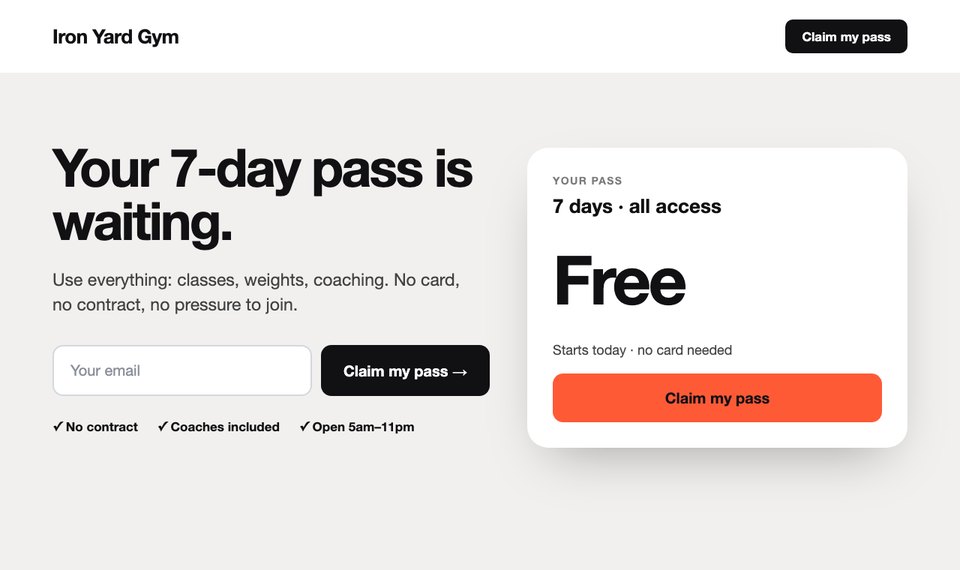 Iron Yard Gym
Claim my pass
Your 7-day pass is
waiting.
Use everything: classes, weights, coaching. No card,
no contract, no pressure to join.
Your email
Claim my pass →
✓ No contract ✓ Coaches included ✓ Open 5am–11pm
YOUR PASS
7 days · all access
Free
Starts today · no card needed
Claim my pass